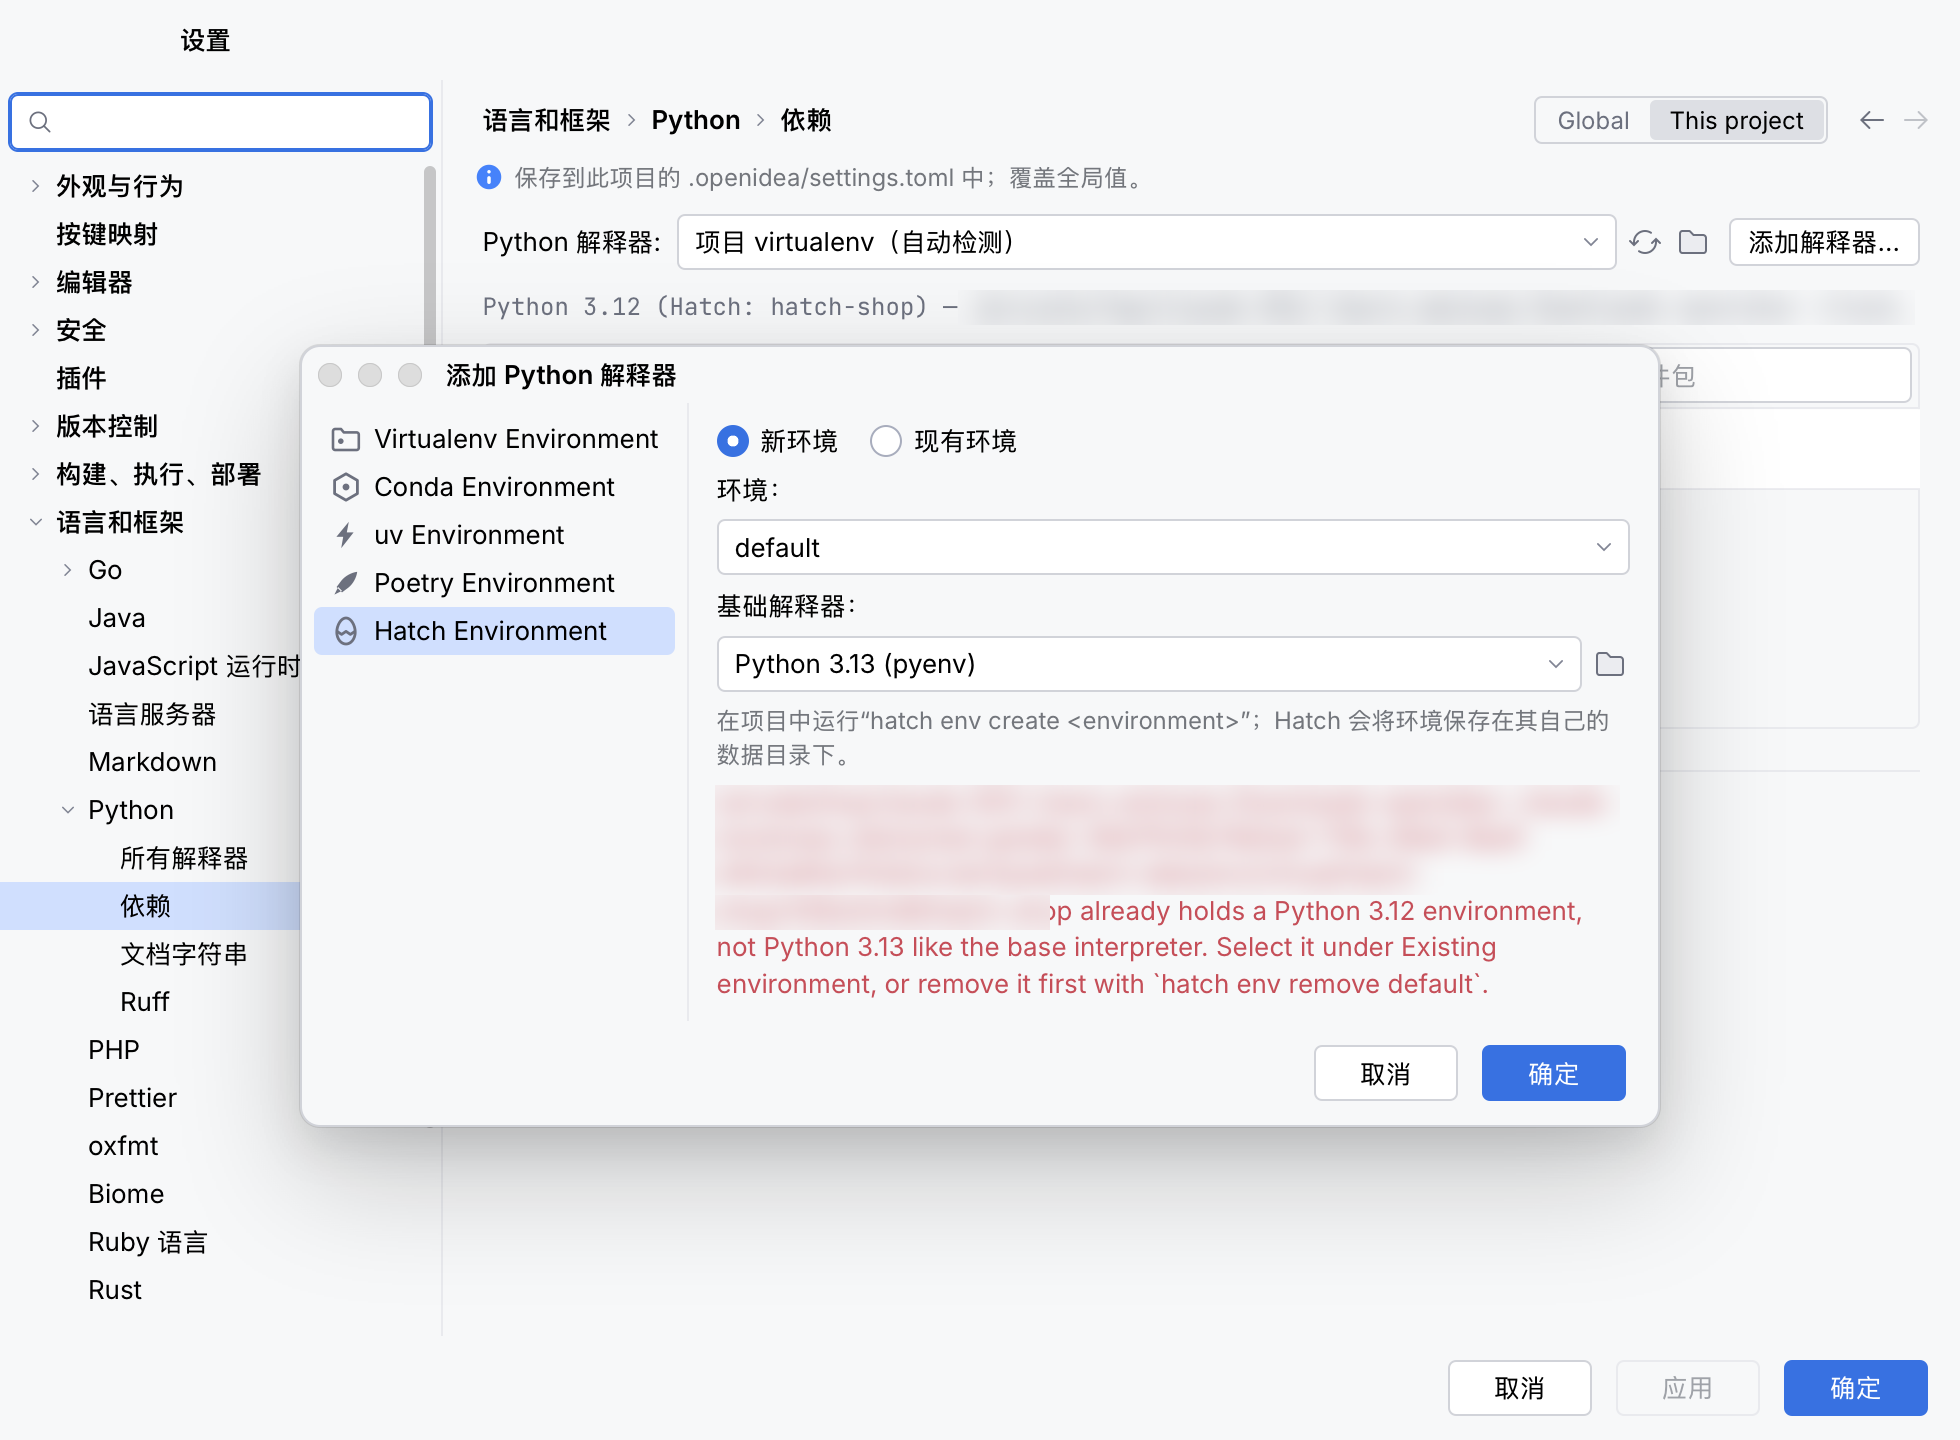 设置
语言和框架 › Python › 依赖
Global
This project
保存到此项目的 .openidea/settings.toml 中；覆盖全局值。
Python 解释器:
项目 virtualenv（自动检测）
添加解释器...
Python 3.12 (Hatch: hatch-shop) —
外观与行为
按键映射
编辑器
安全
插件
版本控制
构建、执行、部署
语言和框架
Go
Java
JavaScript 运行时
语言服务器
Markdown
Python
所有解释器
依赖
文档字符串
Ruff
PHP
Prettier
oxfmt
Biome
Ruby 语言
Rust
件包
添加 Python 解释器
Virtualenv Environment
Conda Environment
uv Environment
Poetry Environment
Hatch Environment
新环境
现有环境
环境:
default
基础解释器:
Python 3.13 (pyenv)
在项目中运行“hatch env create <environment>”；Hatch 会将环境保存在其自己的
数据目录下。
op already holds a Python 3.12 environment,
not Python 3.13 like the base interpreter. Select it under Existing
environment, or remove it first with `hatch env remove default`.
取消
确定
取消
应用
确定